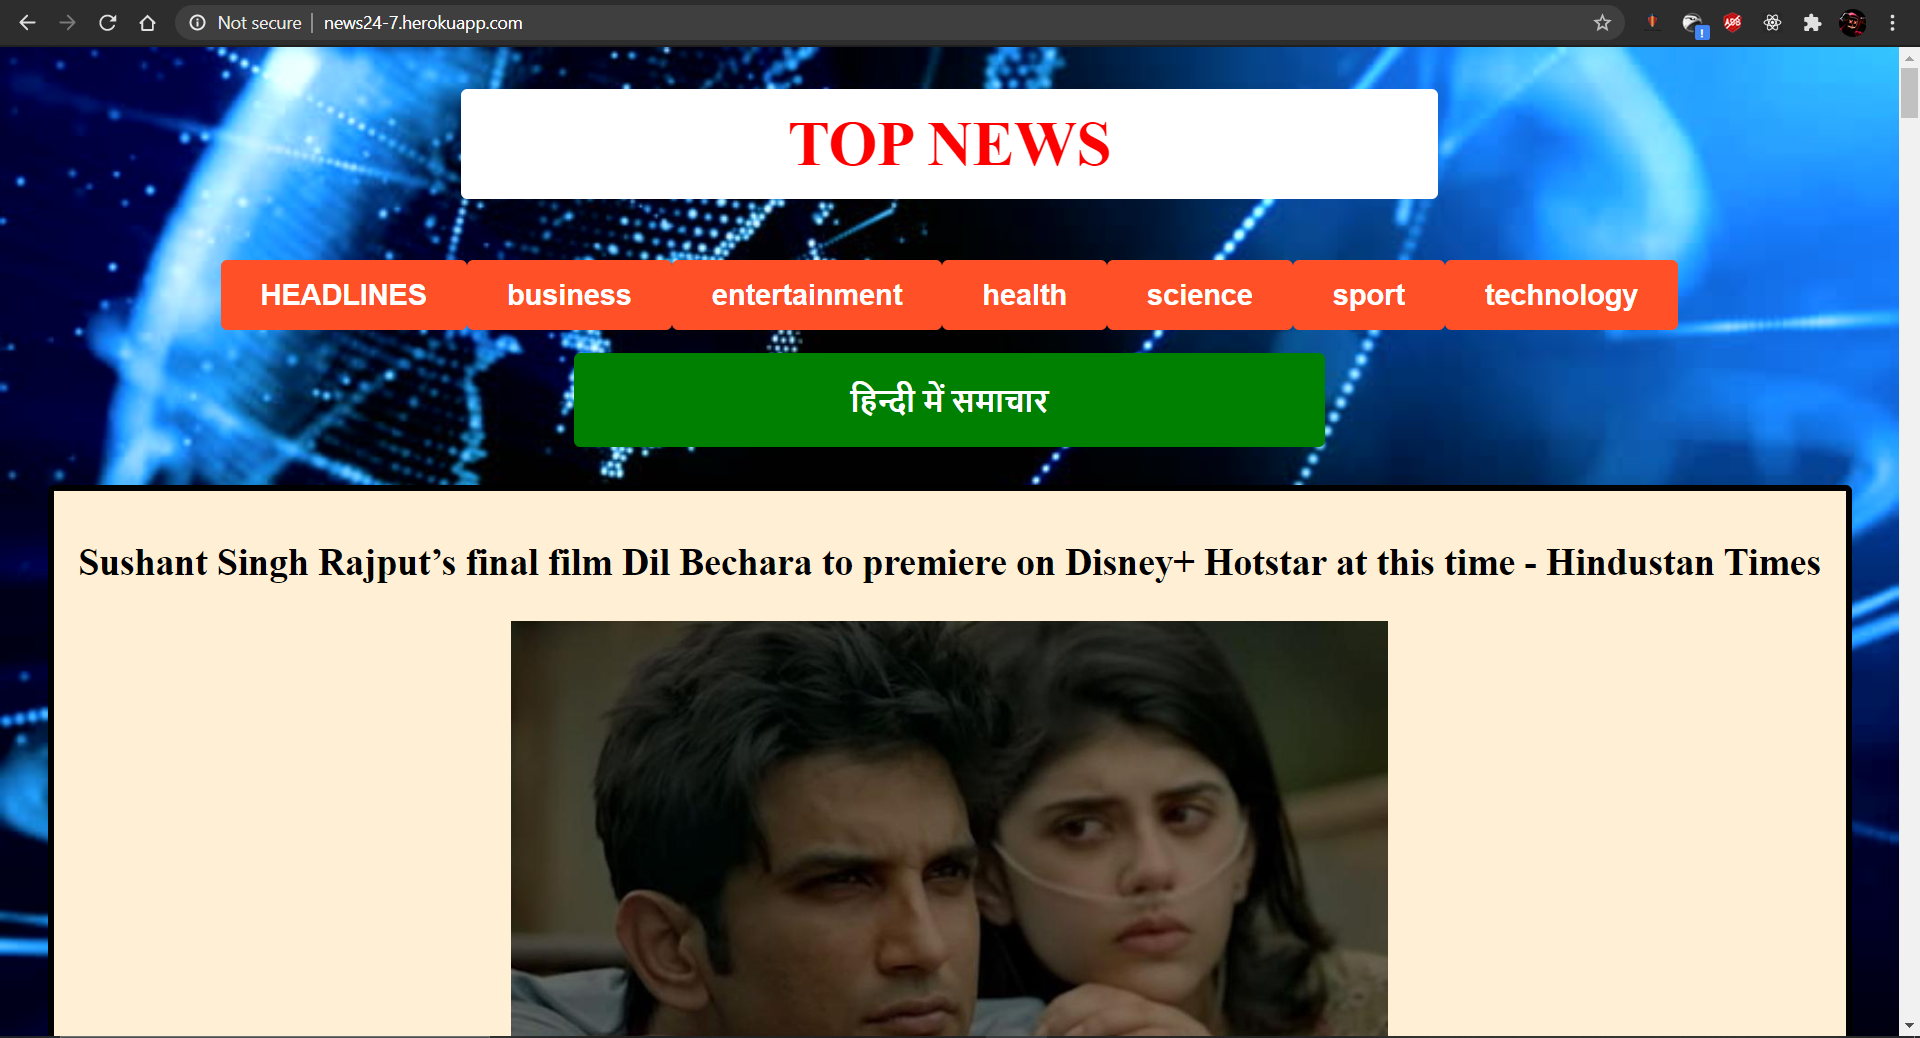 Not secure | news24-7.herokuapp.com
TOP NEWS
HEADLINES business entertainment health science sport technology
हिन्दी में समाचार
Sushant Singh Rajput’s final film Dil Bechara to premiere on Disney+ Hotstar at this time - Hindustan Times